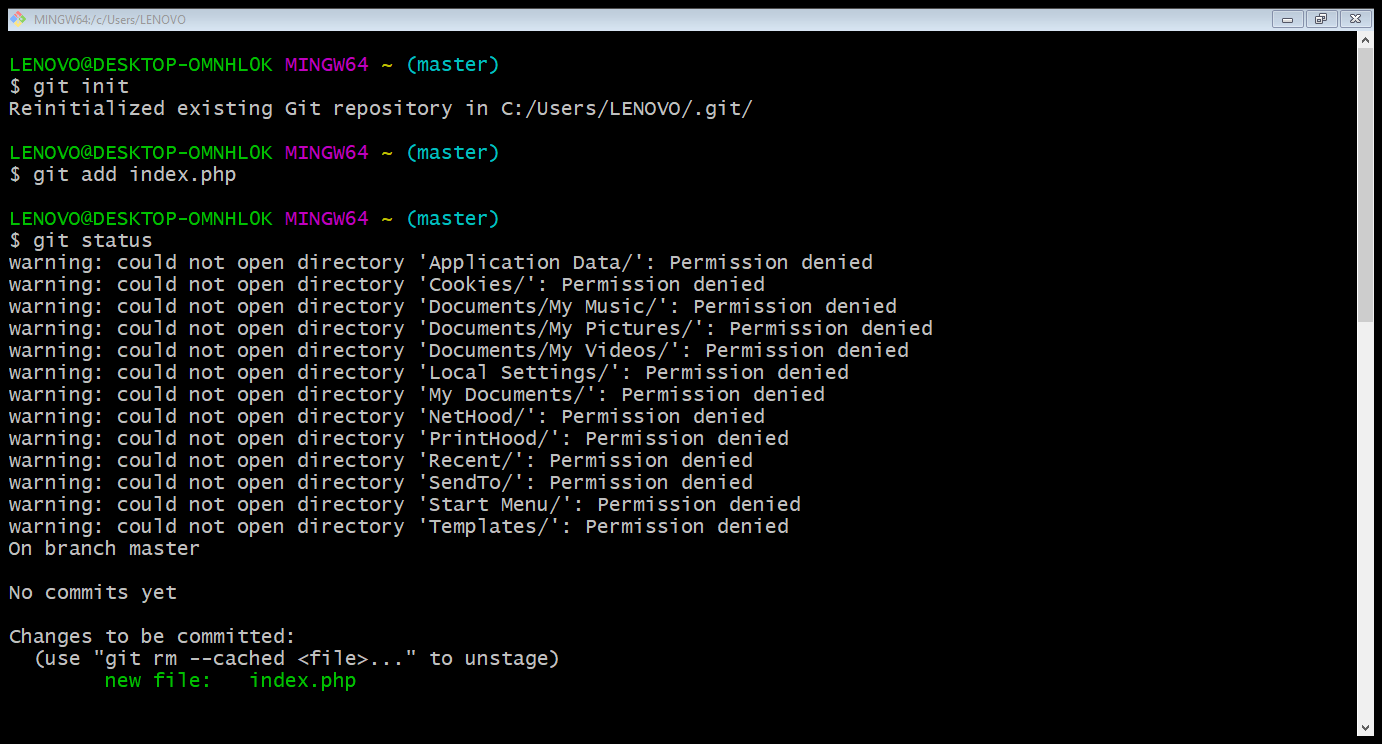 MINGW64:/c/Users/LENOVO
LENOVO@DESKTOP-OMNHL0K MINGW64 ~ (master)
$ git init
Reinitialized existing Git repository in C:/Users/LENOVO/.git/
LENOVO@DESKTOP-OMNHL0K MINGW64 ~ (master)
$ git add index.php
LENOVO@DESKTOP-OMNHL0K MINGW64 ~ (master)
$ git status
warning: could not open directory 'Application Data/': Permission denied
warning: could not open directory 'Cookies/': Permission denied
warning: could not open directory 'Documents/My Music/': Permission denied
warning: could not open directory 'Documents/My Pictures/': Permission denied
warning: could not open directory 'Documents/My Videos/': Permission denied
warning: could not open directory 'Local Settings/': Permission denied
warning: could not open directory 'My Documents/': Permission denied
warning: could not open directory 'NetHood/': Permission denied
warning: could not open directory 'PrintHood/': Permission denied
warning: could not open directory 'Recent/': Permission denied
warning: could not open directory 'SendTo/': Permission denied
warning: could not open directory 'Start Menu/': Permission denied
warning: could not open directory 'Templates/': Permission denied
On branch master
No commits yet
Changes to be committed:
  (use "git rm --cached <file>..." to unstage)
        new file:   index.php